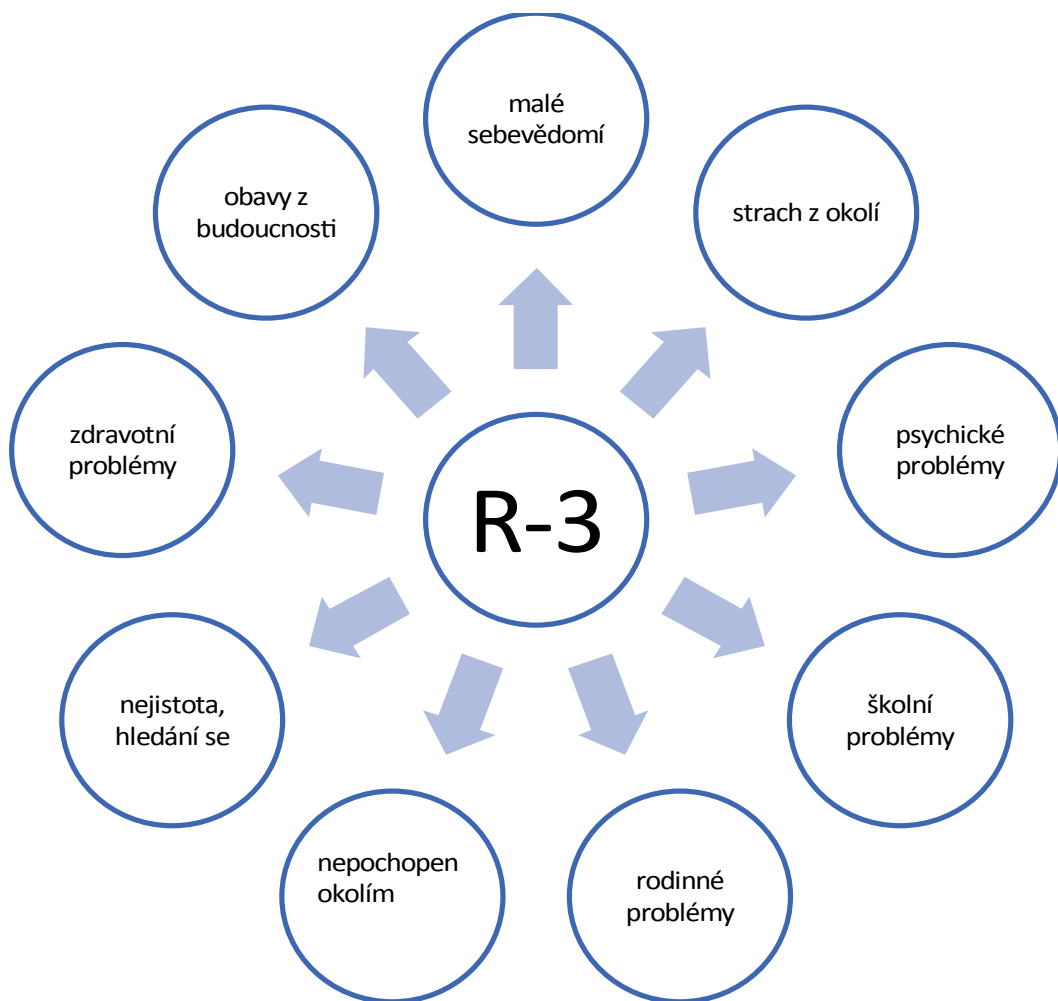 malé
sebevědomí
strach z okolí
psychické
problémy
školní
problémy
rodinné
problémy
nepochopen
okolím
nejistota,
hledání se
zdravotní
problémy
obavy z
budoucnosti
R-3